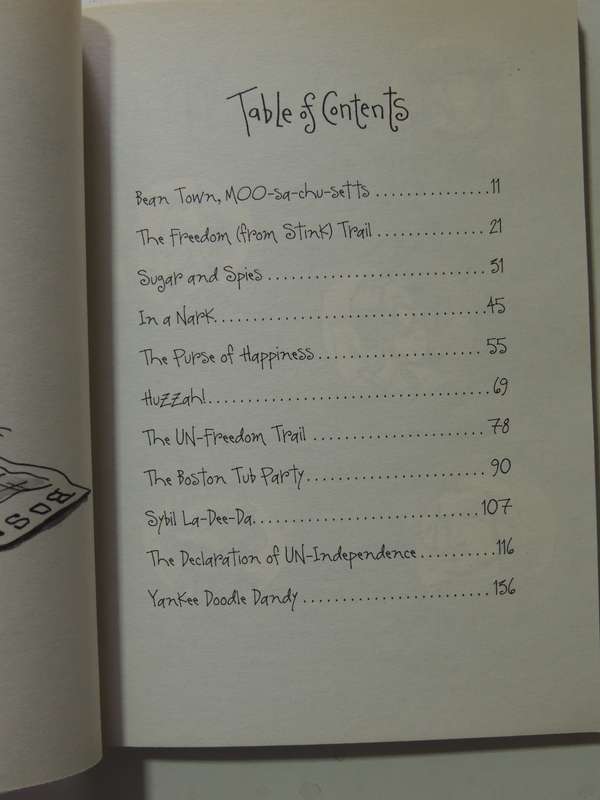 Table of Contents
Bean Town, MOO-sa-chu-setts ................11
The Freedom (from Stink) Trail ............... 21
Sugar and Spies ............................. 31
In a Nark.....................................45
The Purse of Happiness ...................... 55
Huzzah!......................................69
The UN-Freedom Trail ........................78
The Boston Tub Party........................ 90
Sybil La-Dee-Da..............................107
The Declaration of UN-Independence ..........116
Yankee Doodle Dandy .........................136
BOS